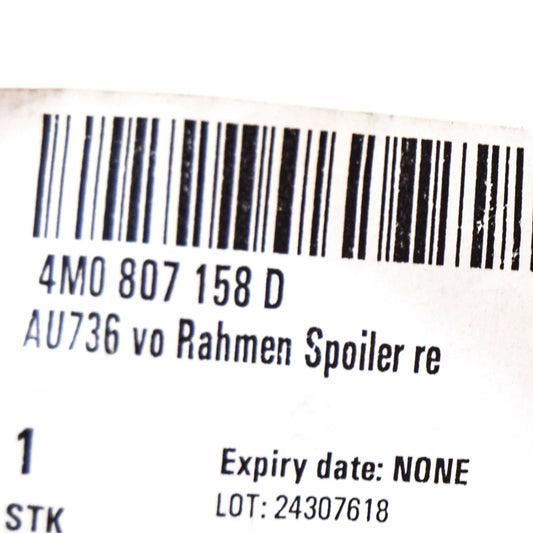 4M0 807 158 D
AU736 vo Rahmen Spoiler re
1
STK
Expiry date: NONE
LOT: 24307618